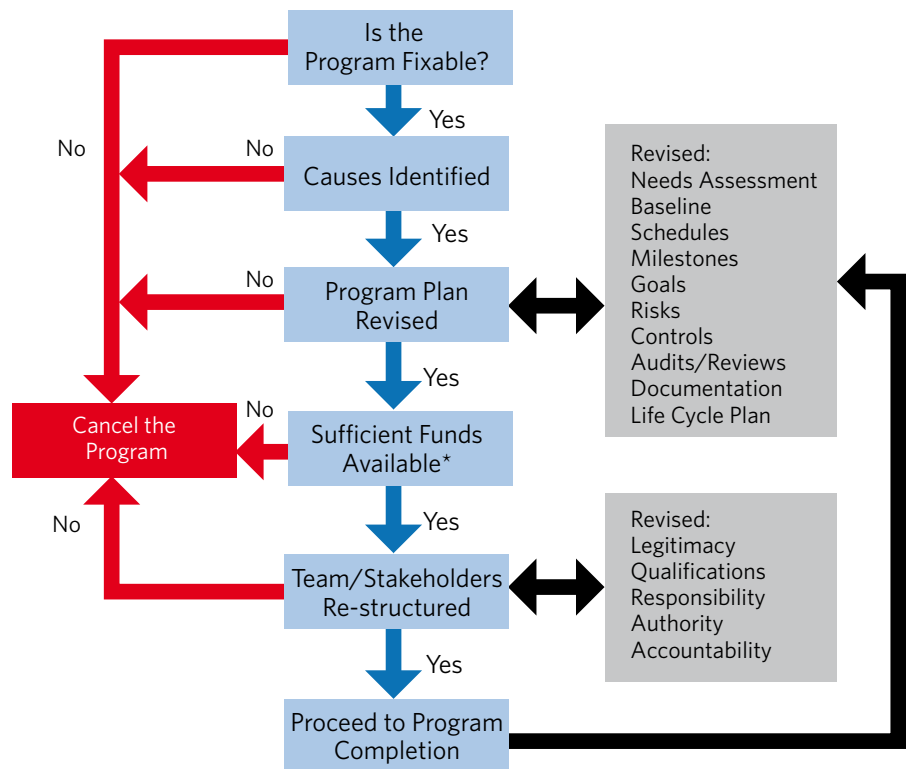 Is the
Program Fixable?
Yes
No
No
Causes Identified
Yes
No
Program Plan
Revised
Yes
Revised:
Needs Assessment
Baseline
Schedules
Milestones
Goals
Risks
Controls
Audits/Reviews
Documentation
Life Cycle Plan
Cancel the
Program
No
Sufficient Funds
Available*
Yes
No
Team/Stakeholders
Re-structured
Yes
Revised:
Legitimacy
Qualifications
Responsibility
Authority
Accountability
Proceed to Program
Completion